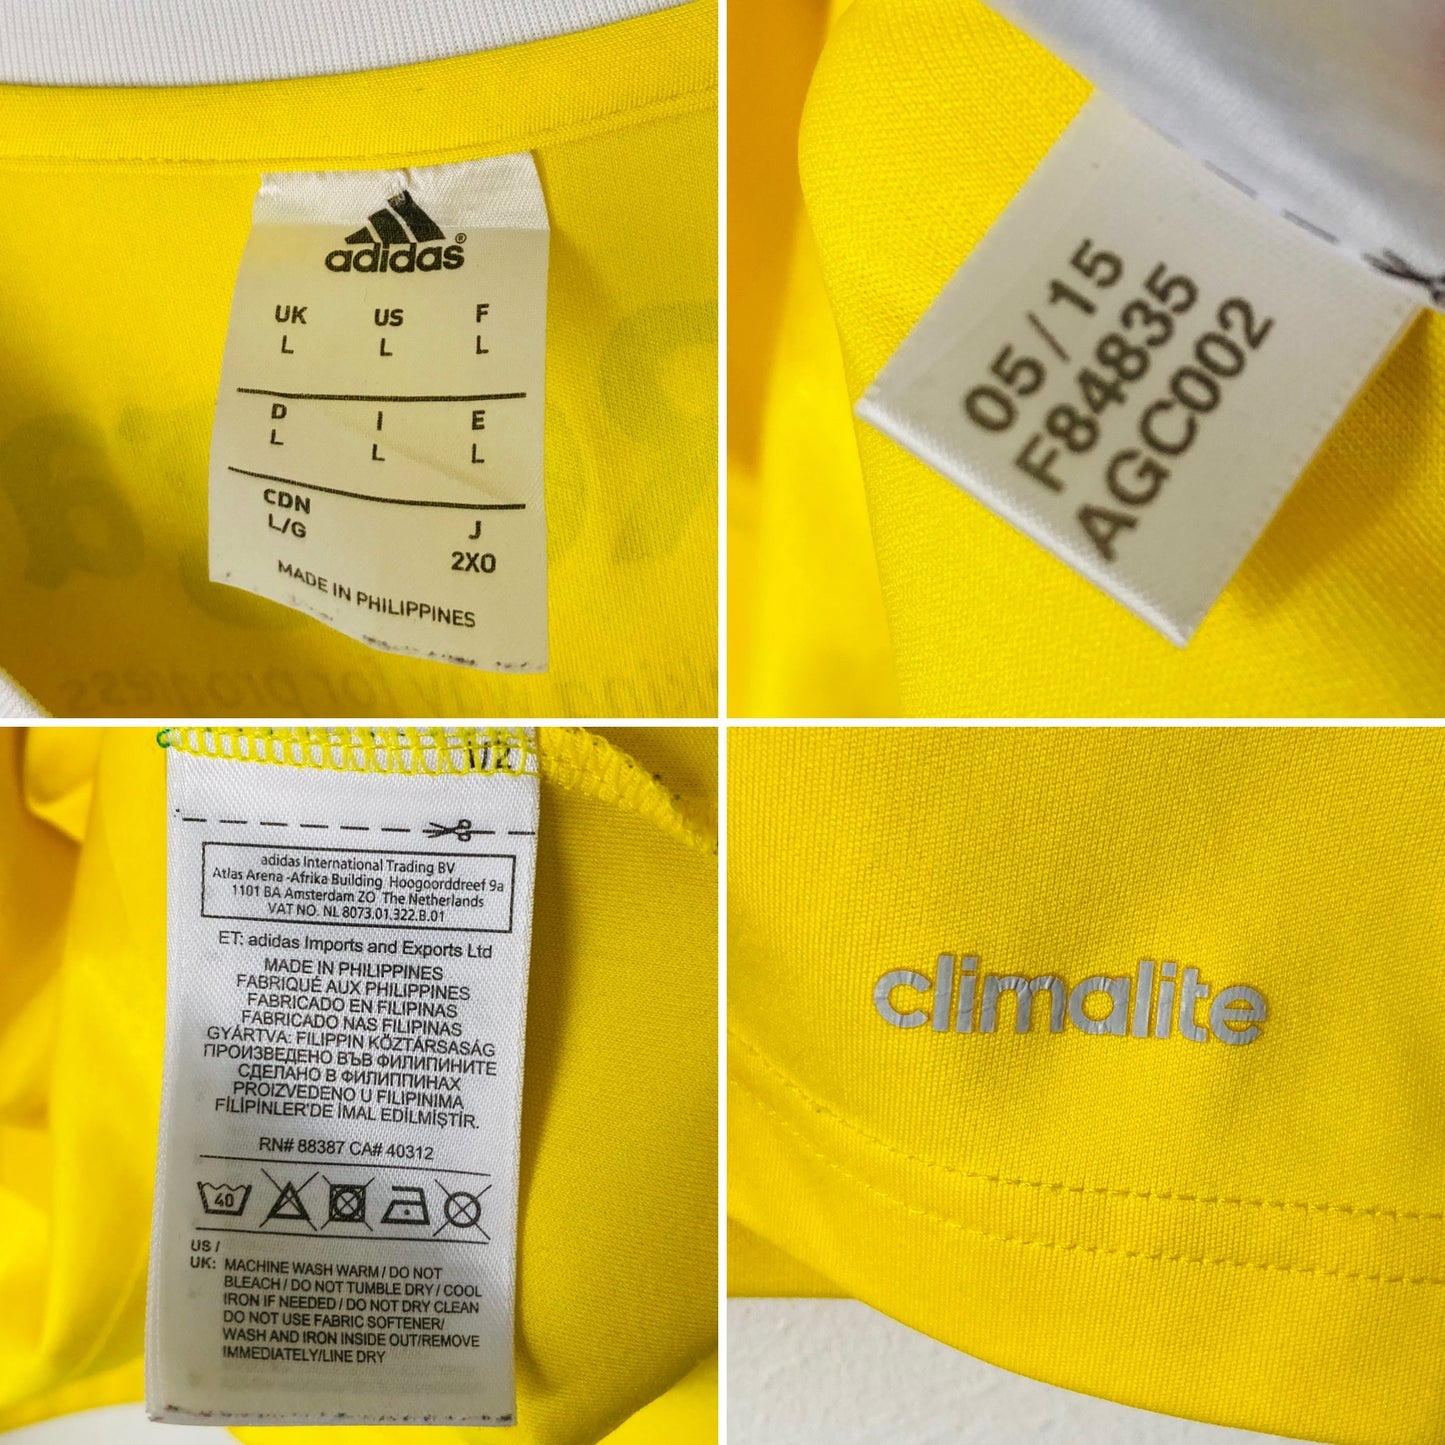 adidas®
UK US F
L L L
D I E
L L L
CDN J
L/G 2XO
MADE IN PHILIPPINES
05/15
F84835
AGC002
1/2
adidas International Trading BV
Atlas Arena -Afrika Building Hoogoorddreef 9a
1101 BA Amsterdam ZO The Netherlands
VAT NO. NL 8073.01.322.B.01
ET: adidas Imports and Exports Ltd
MADE IN PHILIPPINES
FABRIQUÉ AUX PHILIPPINES
FABRICADO EN FILIPINAS
FABRICADO NAS FILIPINAS
GYÁRTVA: FILIPPIN KÖZTÁRSASÁG
ПРОИЗВЕДЕНО ВЪВ ФИЛИПИНИТЕ
СДЕЛАНО В ФИЛИППИНАХ
PROIZVEDENO U FILIPINIMA
FİLİPİNLER'DE İMAL EDİLMİŞTİR.
RN# 88387 CA# 40312
40
US /
UK: MACHINE WASH WARM / DO NOT
BLEACH / DO NOT TUMBLE DRY / COOL
IRON IF NEEDED / DO NOT DRY CLEAN
DO NOT USE FABRIC SOFTENER/
WASH AND IRON INSIDE OUT/REMOVE
IMMEDIATELY/LINE DRY
climalite